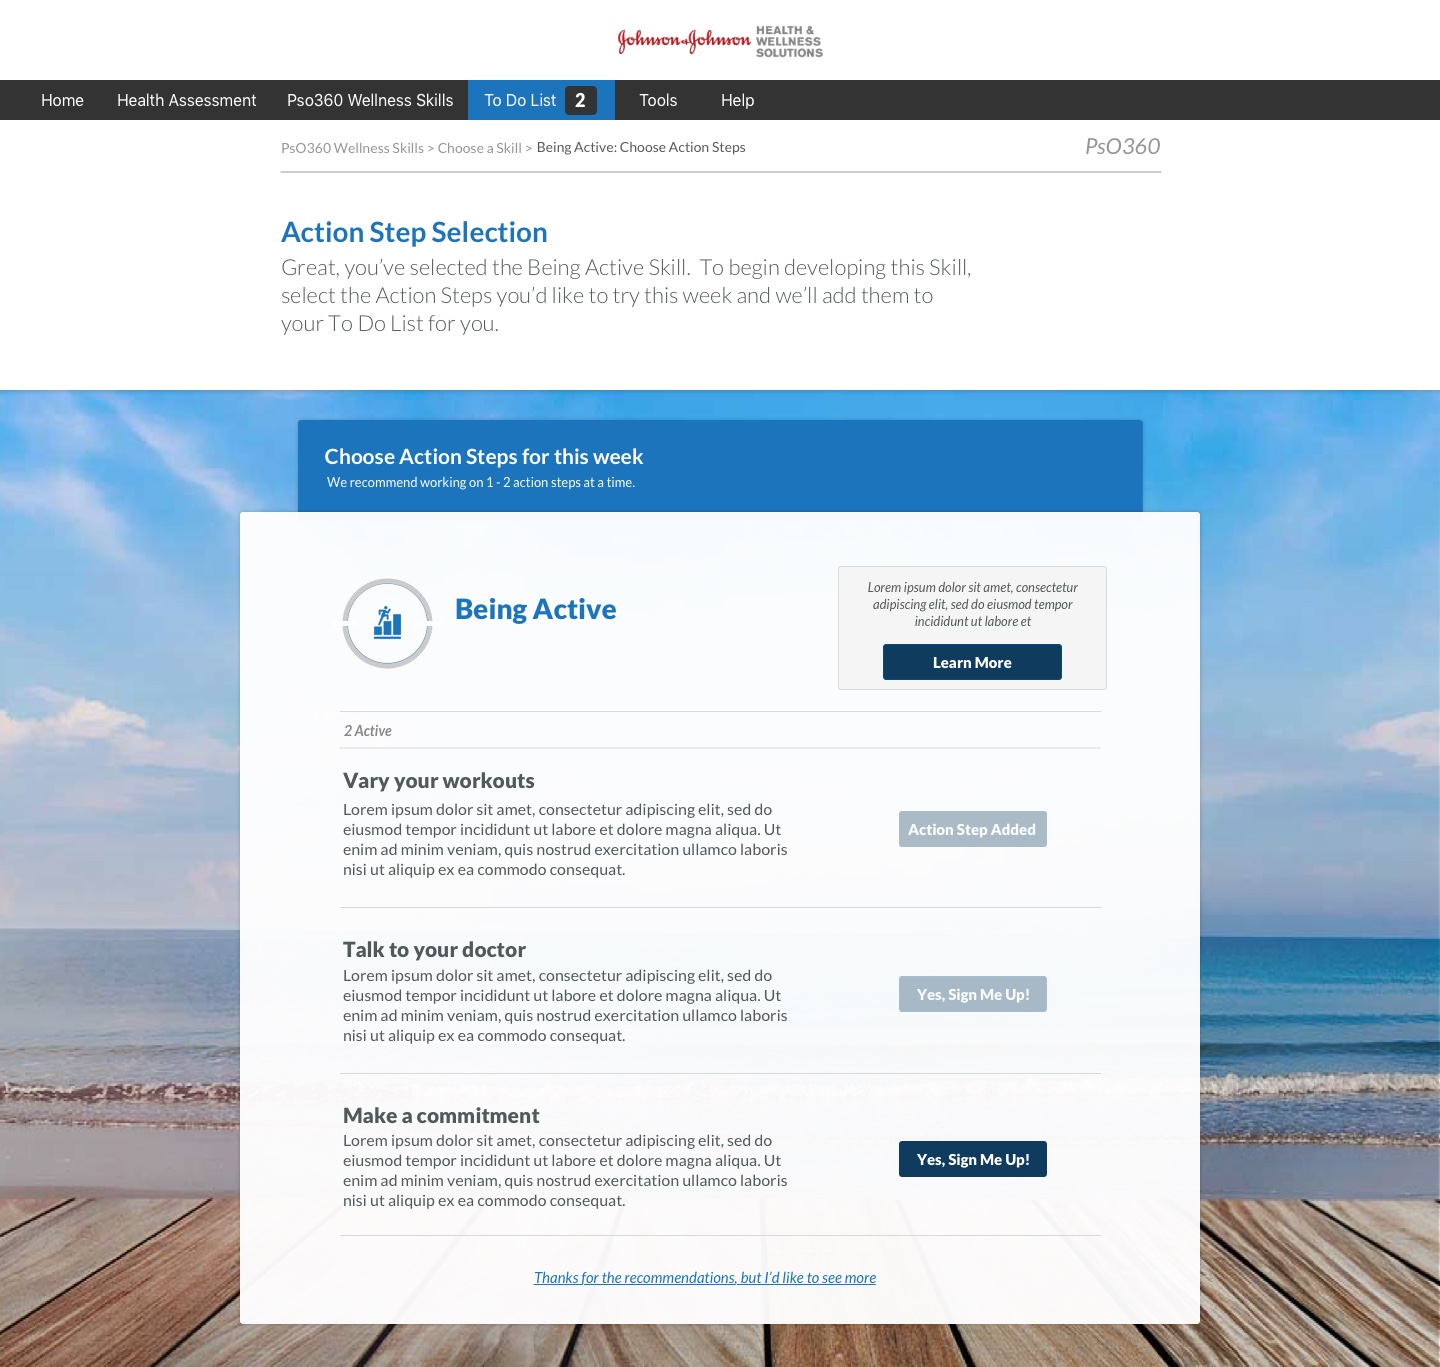 Johnson & Johnson HEALTH &
WELLNESS
SOLUTIONS
Home Health Assessment Pso360 Wellness Skills To Do List 2 Tools Help
PsO360 Wellness Skills > Choose a Skill > Being Active: Choose Action Steps PsO360
Action Step Selection
Great, you’ve selected the Being Active Skill. To begin developing this Skill,
select the Action Steps you’d like to try this week and we’ll add them to
your To Do List for you.
Choose Action Steps for this week
We recommend working on 1 - 2 action steps at a time.
Being Active
Lorem ipsum dolor sit amet, consectetur
adipiscing elit, sed do eiusmod tempor
incididunt ut labore et
Learn More
2 Active
Vary your workouts
Lorem ipsum dolor sit amet, consectetur adipiscing elit, sed do
eiusmod tempor incididunt ut labore et dolore magna aliqua. Ut
enim ad minim veniam, quis nostrud exercitation ullamco laboris
nisi ut aliquip ex ea commodo consequat.
Action Step Added
Talk to your doctor
Lorem ipsum dolor sit amet, consectetur adipiscing elit, sed do
eiusmod tempor incididunt ut labore et dolore magna aliqua. Ut
enim ad minim veniam, quis nostrud exercitation ullamco laboris
nisi ut aliquip ex ea commodo consequat.
Yes, Sign Me Up!
Make a commitment
Lorem ipsum dolor sit amet, consectetur adipiscing elit, sed do
eiusmod tempor incididunt ut labore et dolore magna aliqua. Ut
enim ad minim veniam, quis nostrud exercitation ullamco laboris
nisi ut aliquip ex ea commodo consequat.
Yes, Sign Me Up!
Thanks for the recommendations, but I’d like to see more